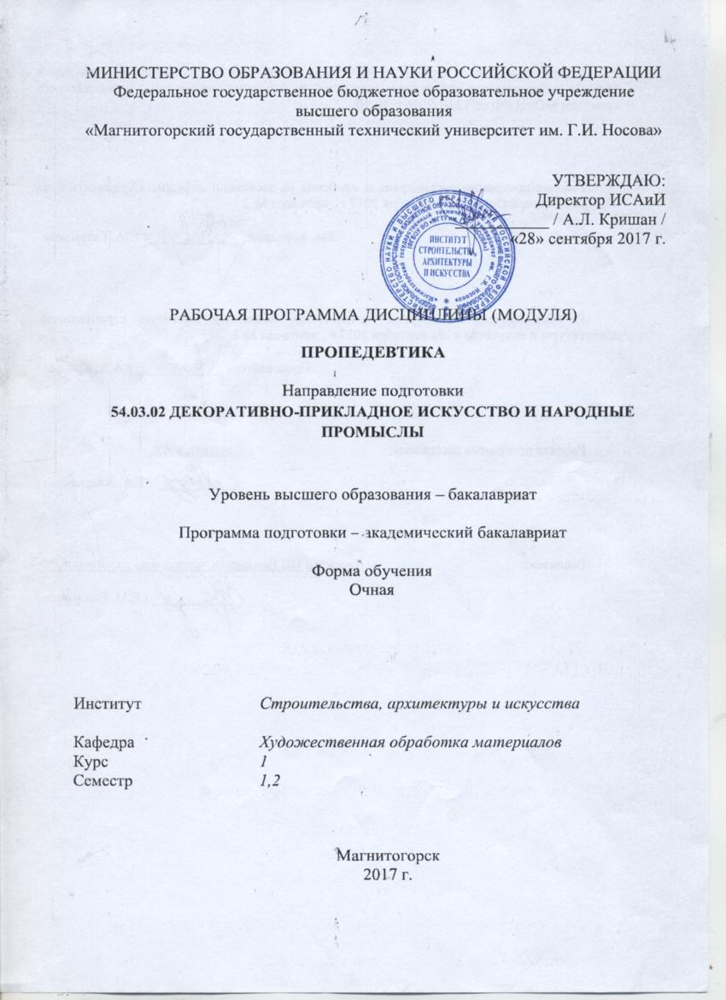 МИНИСТЕРСТВО ОБРАЗОВАНИЯ И НАУКИ РОССИЙСКОЙ ФЕДЕРАЦИИ
Федеральное государственное бюджетное образовательное учреждение
высшего образования
«Магнитогорский государственный технический университет им. Г.И. Носова»
УТВЕРЖДАЮ:
Директор ИСАиИ
___________ / А.Л. Кришан /
«28» сентября 2017 г.
ИНСТИТУТ
СТРОИТЕЛЬСТВА,
АРХИТЕКТУРЫ
И ИСКУССТВА
РАБОЧАЯ ПРОГРАММА ДИСЦИПЛИНЫ (МОДУЛЯ)
ПРОПЕДЕВТИКА
Направление подготовки
54.03.02 ДЕКОРАТИВНО-ПРИКЛАДНОЕ ИСКУССТВО И НАРОДНЫЕ
ПРОМЫСЛЫ
Уровень высшего образования – бакалавриат
Программа подготовки – академический бакалавриат
Форма обучения
Очная
Институт Строительства, архитектуры и искусства
Кафедра Художественная обработка материалов
Курс 1
Семестр 1,2
Магнитогорск
2017 г.